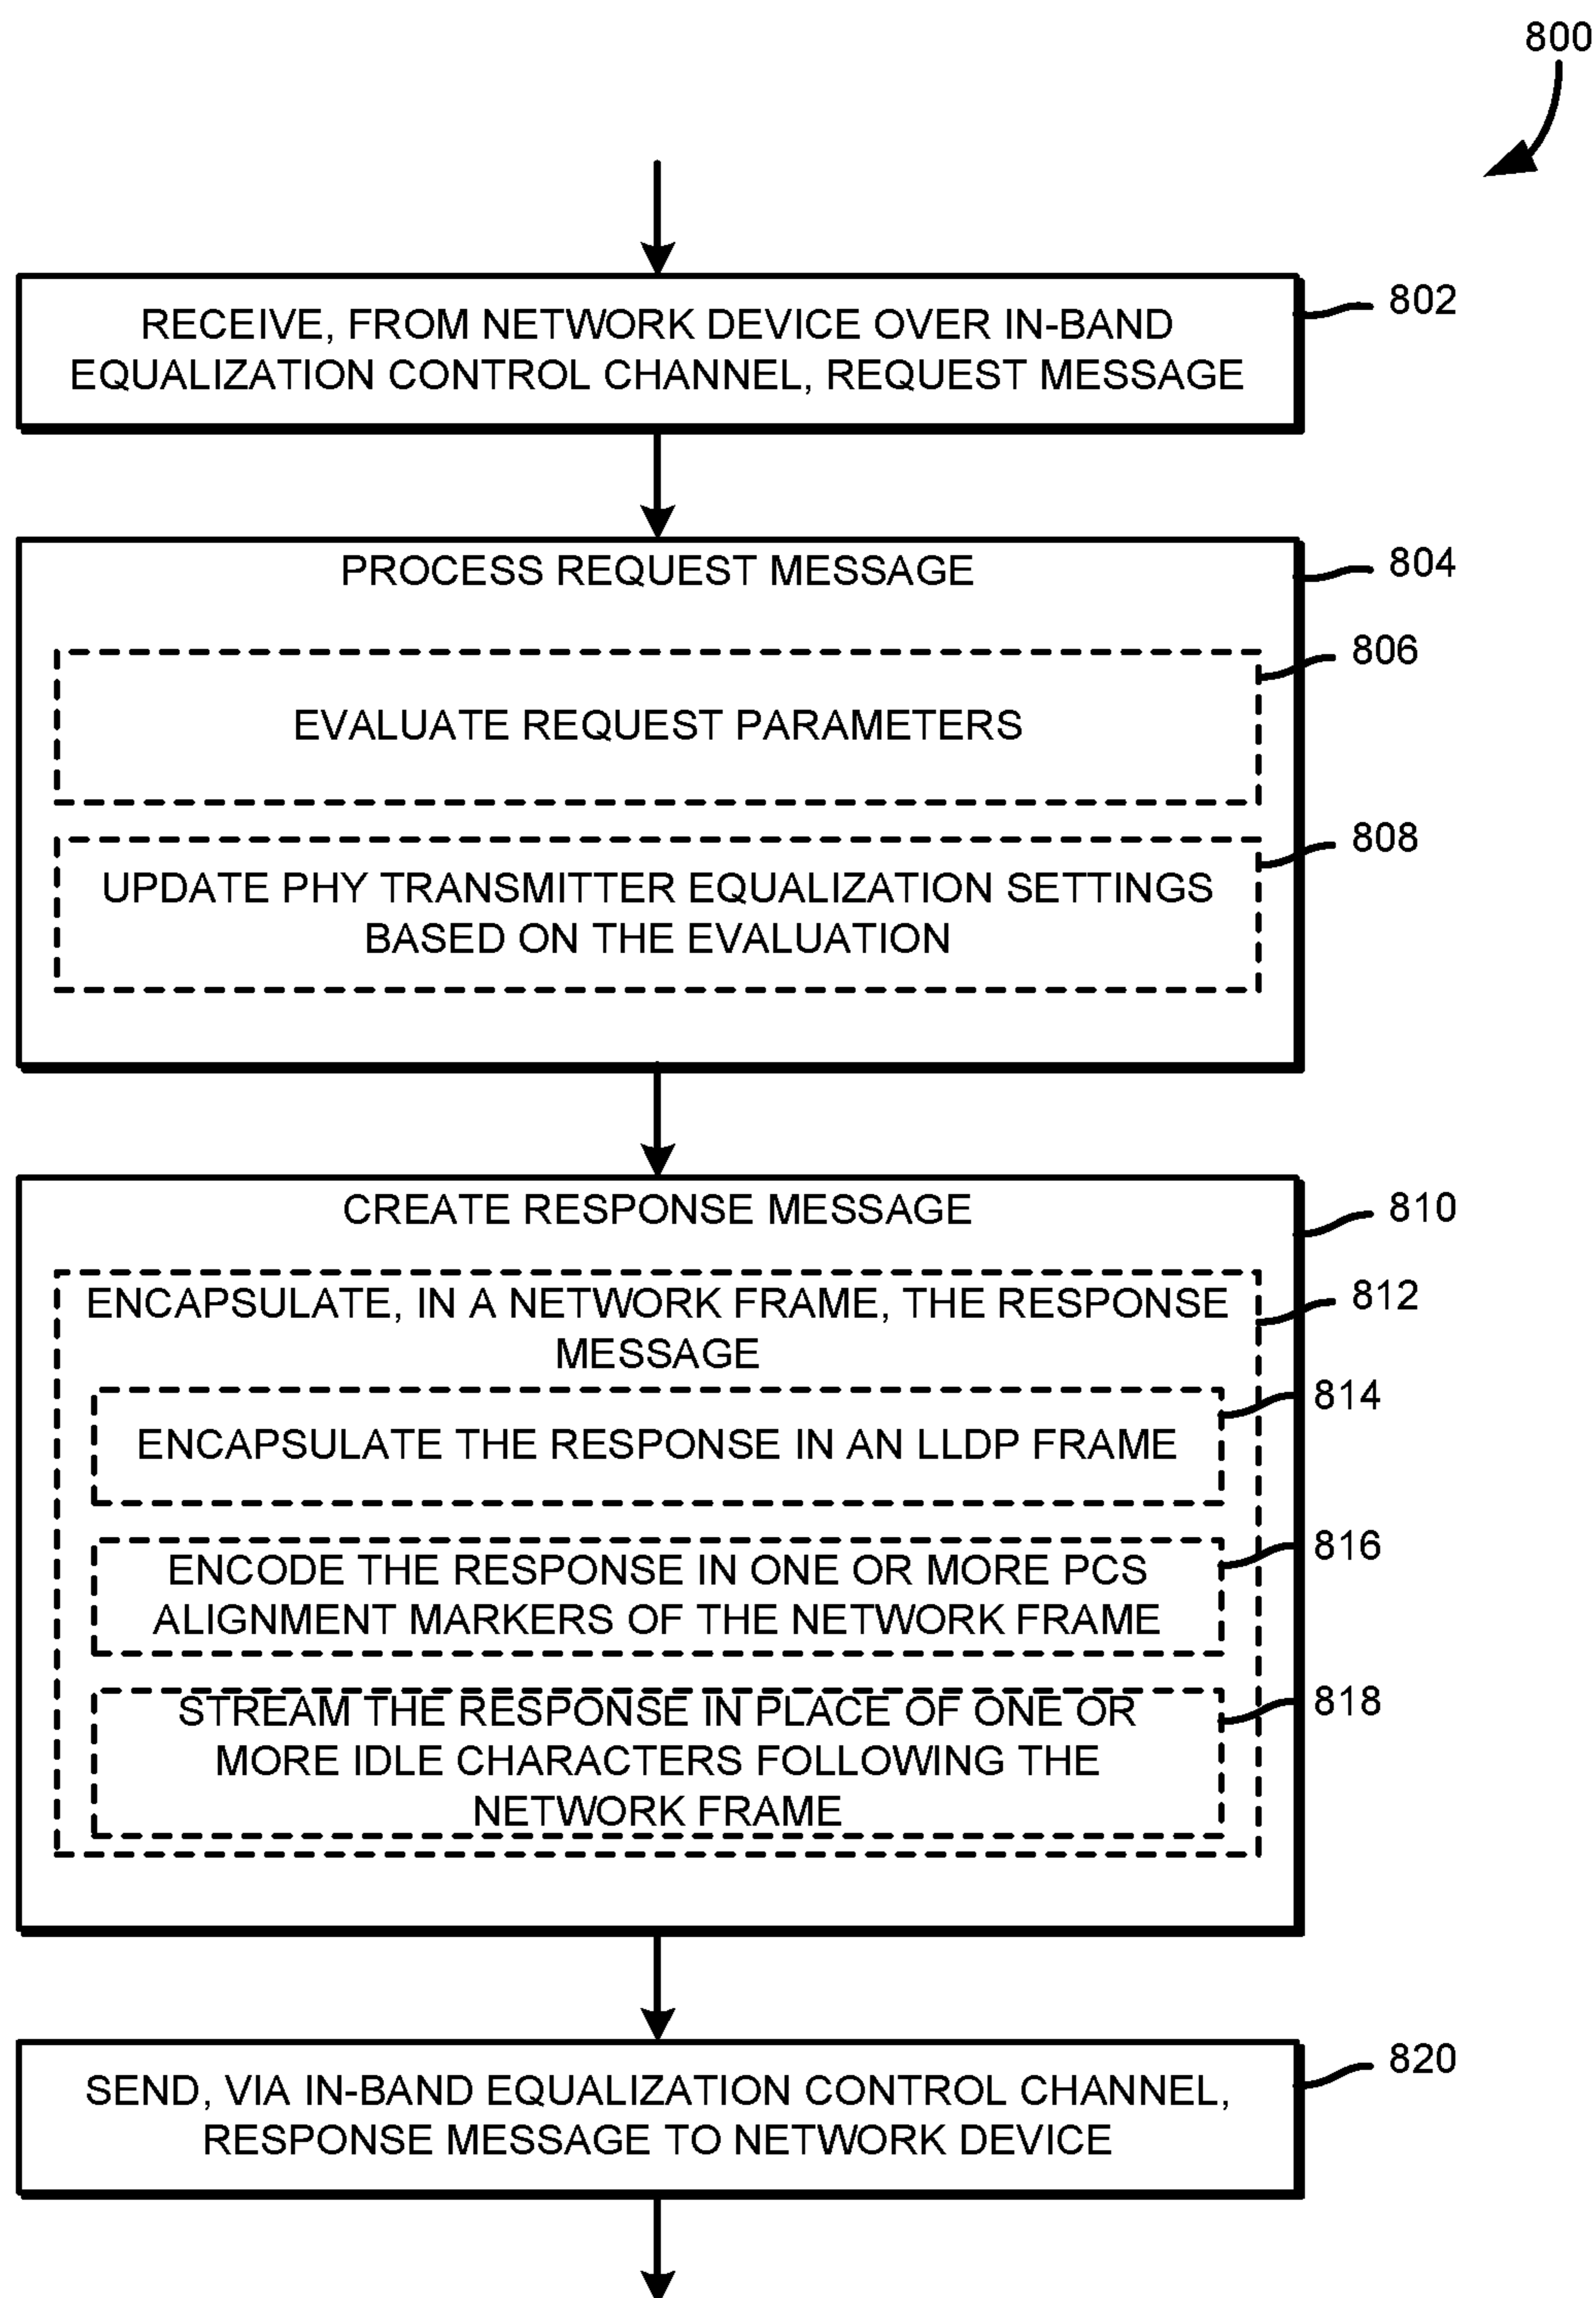 800
RECEIVE, FROM NETWORK DEVICE OVER IN-BAND
EQUALIZATION CONTROL CHANNEL, REQUEST MESSAGE
802
PROCESS REQUEST MESSAGE
804
806
EVALUATE REQUEST PARAMETERS
808
UPDATE PHY TRANSMITTER EQUALIZATION SETTINGS
BASED ON THE EVALUATION
CREATE RESPONSE MESSAGE
810
ENCAPSULATE, IN A NETWORK FRAME, THE RESPONSE
MESSAGE
812
814
ENCAPSULATE THE RESPONSE IN AN LLDP FRAME
816
ENCODE THE RESPONSE IN ONE OR MORE PCS
ALIGNMENT MARKERS OF THE NETWORK FRAME
818
STREAM THE RESPONSE IN PLACE OF ONE OR
MORE IDLE CHARACTERS FOLLOWING THE
NETWORK FRAME
820
SEND, VIA IN-BAND EQUALIZATION CONTROL CHANNEL,
RESPONSE MESSAGE TO NETWORK DEVICE